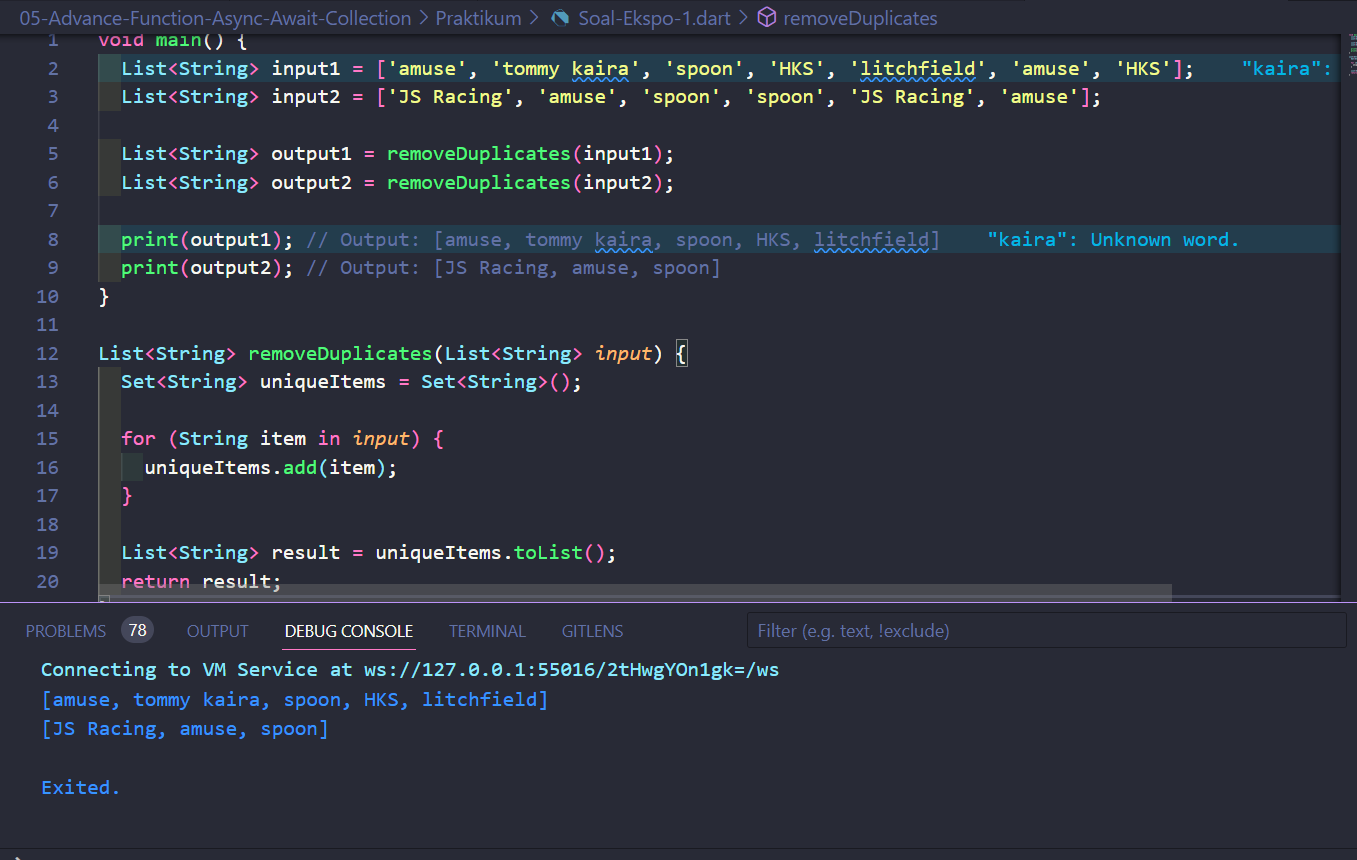 05-Advance-Function-Async-Await-Collection > Praktikum > Soal-Ekspo-1.dart > removeDuplicates
1 void main() {
2 List<String> input1 = ['amuse', 'tommy kaira', 'spoon', 'HKS', 'litchfield', 'amuse', 'HKS']; "kaira":
3 List<String> input2 = ['JS Racing', 'amuse', 'spoon', 'spoon', 'JS Racing', 'amuse'];
4
5 List<String> output1 = removeDuplicates(input1);
6 List<String> output2 = removeDuplicates(input2);
7
8 print(output1); // Output: [amuse, tommy kaira, spoon, HKS, litchfield] "kaira": Unknown word.
9 print(output2); // Output: [JS Racing, amuse, spoon]
10 }
11
12 List<String> removeDuplicates(List<String> input) {
13 Set<String> uniqueItems = Set<String>();
14
15 for (String item in input) {
16 uniqueItems.add(item);
17 }
18
19 List<String> result = uniqueItems.toList();
20 return result;
PROBLEMS 78 OUTPUT DEBUG CONSOLE TERMINAL GITLENS Filter (e.g. text, !exclude)
Connecting to VM Service at ws://127.0.0.1:55016/2tHwgYOn1gk=/ws
[amuse, tommy kaira, spoon, HKS, litchfield]
[JS Racing, amuse, spoon]
Exited.